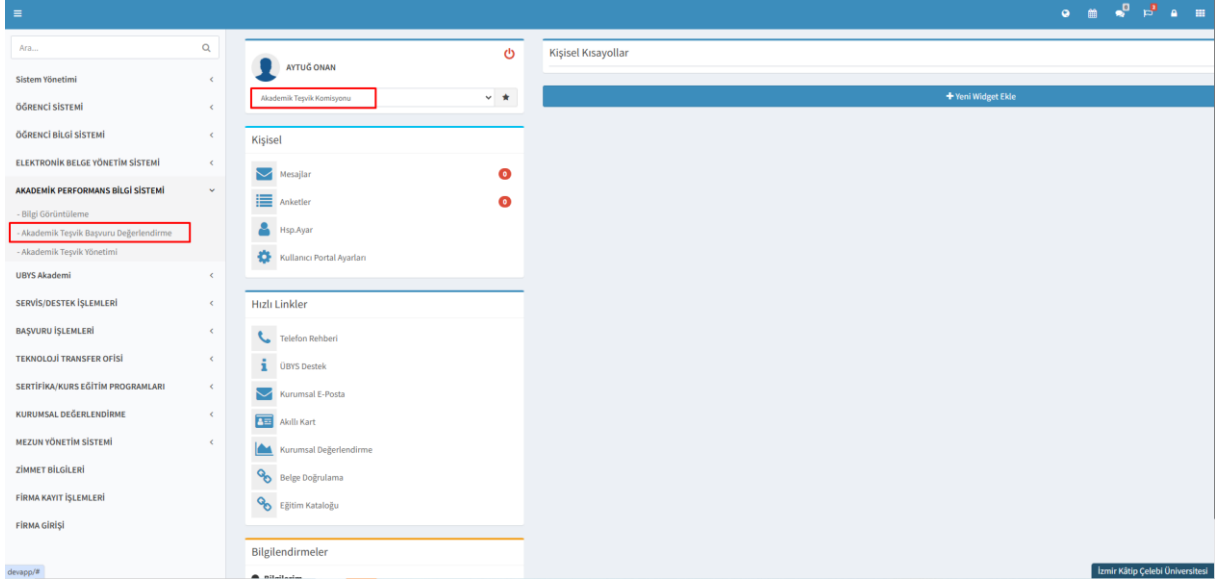 0
3
Ara...
Sistem Yönetimi
ÖĞRENCİ SİSTEMİ
ÖĞRENCİ BİLGİ SİSTEMİ
ELEKTRONİK BELGE YÖNETİM SİSTEMİ
AKADEMİK PERFORMANS BİLGİ SİSTEMİ
- Bilgi Görüntüleme
- Akademik Teşvik Başvuru Değerlendirme
- Akademik Teşvik Yönetimi
UBYS Akademi
SERVİS/DESTEK İŞLEMLERİ
BAŞVURU İŞLEMLERİ
TEKNOLOJİ TRANSFER OFİSİ
SERTİFİKA/KURS EĞİTİM PROGRAMLARI
KURUMSAL DEĞERLENDİRME
MEZUN YÖNETİM SİSTEMİ
ZİMMET BİLGİLERİ
FİRMA KAYIT İŞLEMLERİ
FİRMA GİRİŞİ
devapp/#
AYTUĞ ONAN
Akademik Teşvik Komisyonu
Kişisel
Mesajlar 0
Anketler 0
Hsp.Ayar
Kullanıcı Portal Ayarları
Hızlı Linkler
Telefon Rehberi
ÜBYS Destek
Kurumsal E-Posta
Akıllı Kart
Kurumsal Değerlendirme
Belge Doğrulama
Eğitim Kataloğu
Bilgilendirmeler
Kişisel Kısayollar
+ Yeni Widget Ekle
İzmir Kâtip Çelebi Üniversitesi